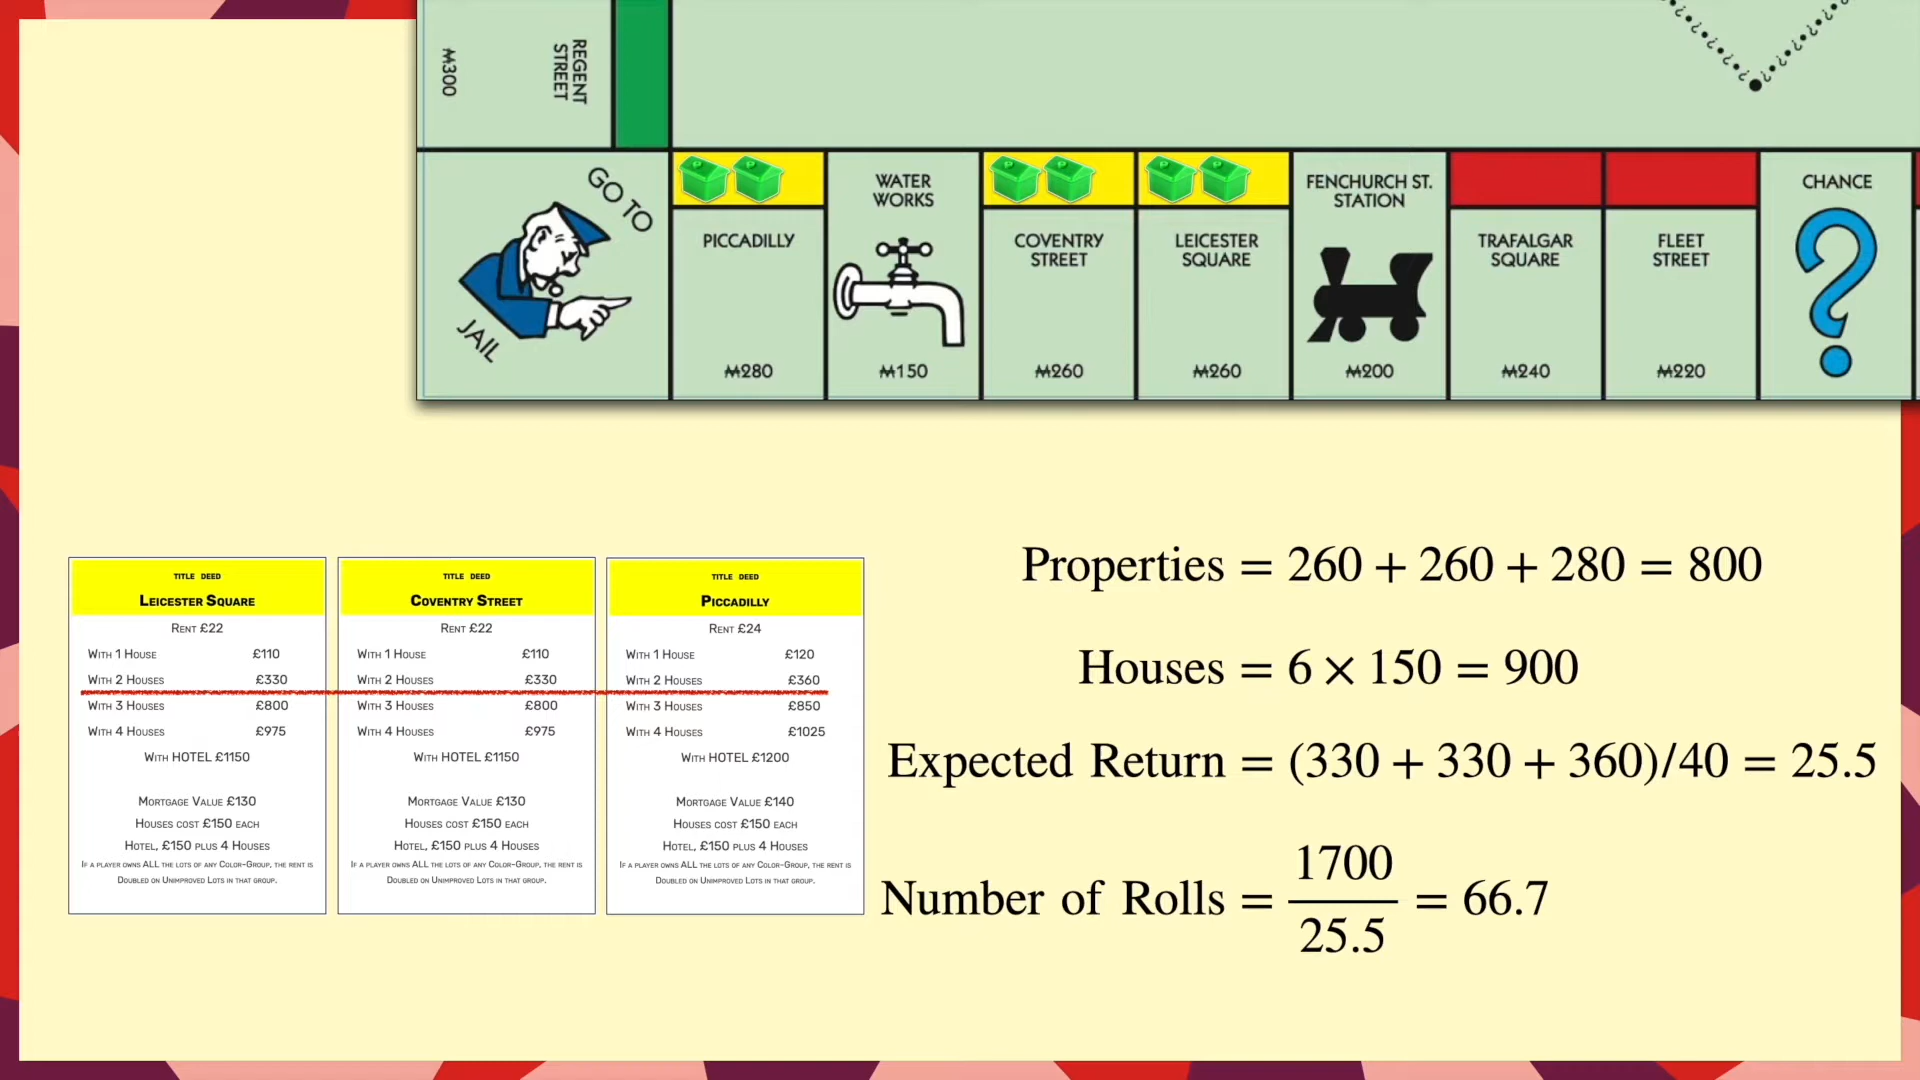 ₩300
REGENT
STREET
GO TO
JAIL
PICCADILLY
₩280
WATER
WORKS
₩150
COVENTRY
STREET
₩260
LEICESTER
SQUARE
₩260
FENCHURCH ST.
STATION
₩200
TRAFALGAR
SQUARE
₩240
FLEET
STREET
₩220
CHANCE
?
TITLE DEED
LEICESTER SQUARE
RENT £22
WITH 1 HOUSE £110
WITH 2 HOUSES £330
WITH 3 HOUSES £800
WITH 4 HOUSES £975
WITH HOTEL £1150
MORTGAGE VALUE £130
HOUSES COST £150 EACH
HOTEL, £150 PLUS 4 HOUSES
IF A PLAYER OWNS ALL THE LOTS OF ANY COLOR-GROUP, THE RENT IS
DOUBLED ON UNIMPROVED LOTS IN THAT GROUP.
TITLE DEED
COVENTRY STREET
RENT £22
WITH 1 HOUSE £110
WITH 2 HOUSES £330
WITH 3 HOUSES £800
WITH 4 HOUSES £975
WITH HOTEL £1150
MORTGAGE VALUE £130
HOUSES COST £150 EACH
HOTEL, £150 PLUS 4 HOUSES
IF A PLAYER OWNS ALL THE LOTS OF ANY COLOR-GROUP, THE RENT IS
DOUBLED ON UNIMPROVED LOTS IN THAT GROUP.
TITLE DEED
PICCADILLY
RENT £24
WITH 1 HOUSE £120
WITH 2 HOUSES £360
WITH 3 HOUSES £850
WITH 4 HOUSES £1025
WITH HOTEL £1200
MORTGAGE VALUE £140
HOUSES COST £150 EACH
HOTEL, £150 PLUS 4 HOUSES
IF A PLAYER OWNS ALL THE LOTS OF ANY COLOR-GROUP, THE RENT IS
DOUBLED ON UNIMPROVED LOTS IN THAT GROUP.
Properties = 260 + 260 + 280 = 800
Houses = 6 × 150 = 900
Expected Return = (330 + 330 + 360)/40 = 25.5
Number of Rolls = 1700/25.5 = 66.7